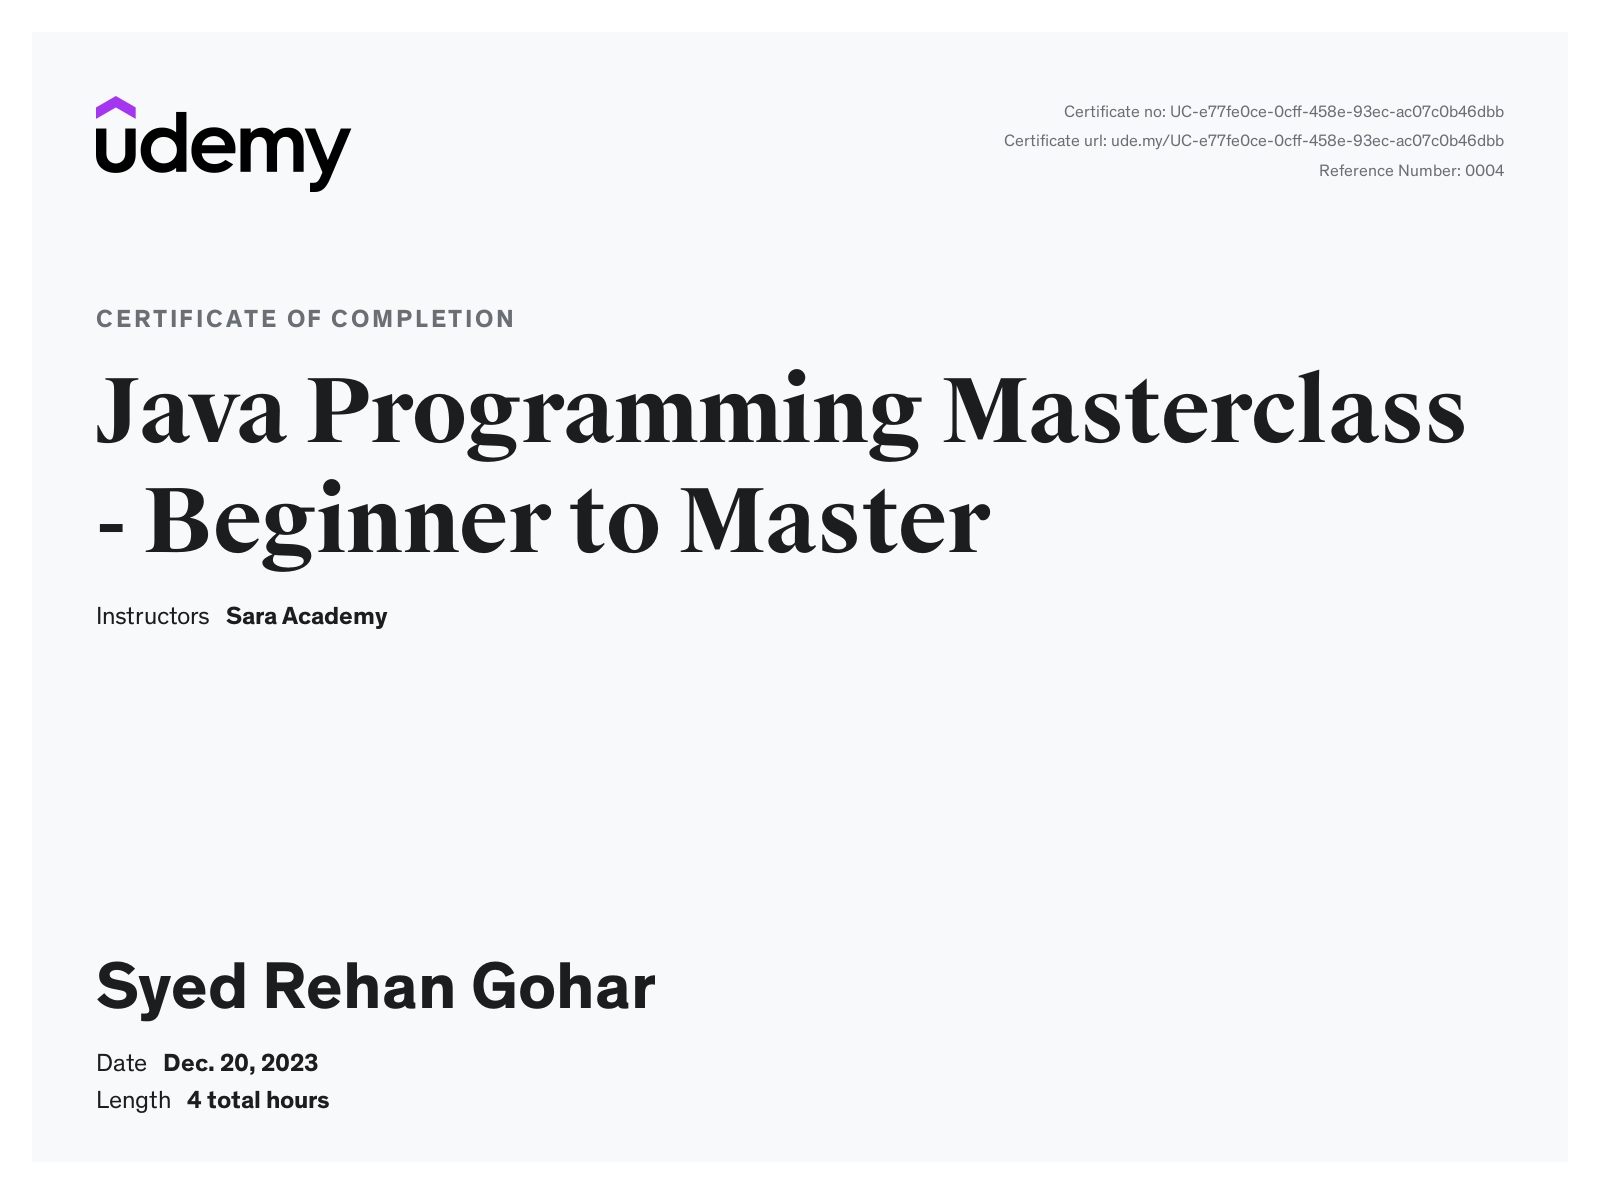 udemy
Certificate no: UC-e77fe0ce-0cff-458e-93ec-ac07c0b46dbb
Certificate url: ude.my/UC-e77fe0ce-0cff-458e-93ec-ac07c0b46dbb
Reference Number: 0004
CERTIFICATE OF COMPLETION
Java Programming Masterclass
- Beginner to Master
Instructors Sara Academy
Syed Rehan Gohar
Date Dec. 20, 2023
Length 4 total hours